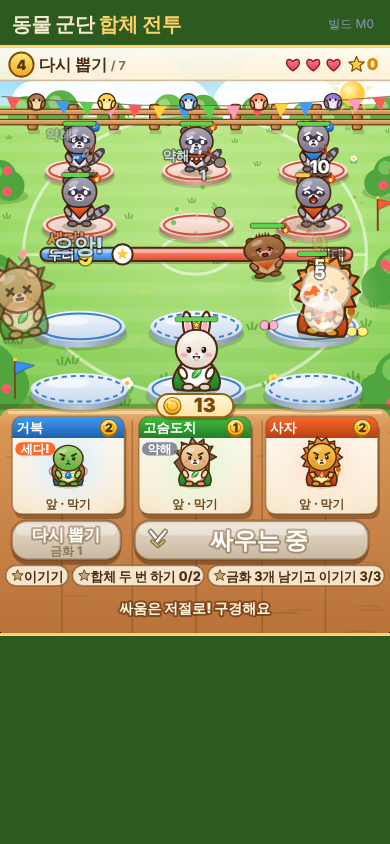 동물 군단 합체 전투
빌드 M0
4 다시 뽑기 / 7
0
약해
약해
1
10
으앙!
5
5
13
거북 2
고슴도치 1
사자 2
세다!
약해
앞 · 막기
앞 · 막기
앞 · 막기
다시 뽑기
금화 1
싸우는 중
이기기
합체 두 번 하기 0/2
금화 3개 남기고 이기기 3/3
싸움은 저절로! 구경해요